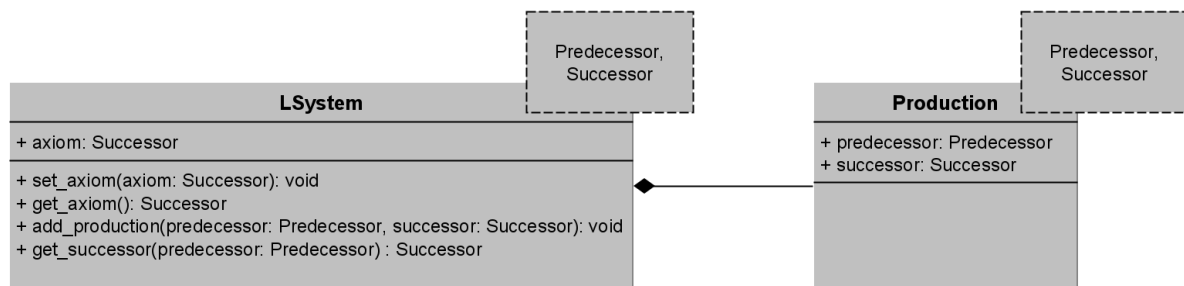 Predecessor,
Successor
LSystem
+ axiom: Successor
+ set_axiom(axiom: Successor): void
+ get_axiom(): Successor
+ add_production(predecessor: Predecessor, successor: Successor): void
+ get_successor(predecessor: Predecessor) : Successor
Predecessor,
Successor
Production
+ predecessor: Predecessor
+ successor: Successor